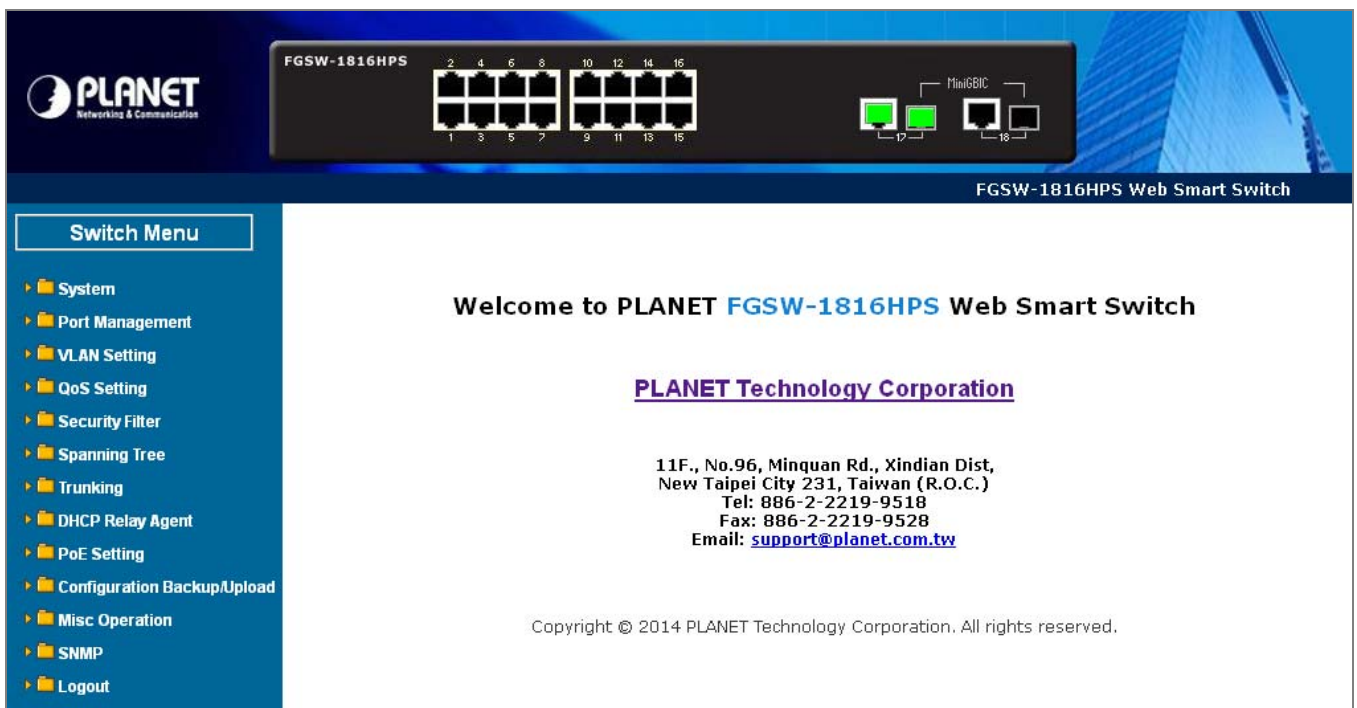 PLANET
Networking & Communication
FGSW-1816HPS
2 4 6 8 10 12 14 16
1 3 5 7 9 11 13 15
MiniGBIC
17 18
FGSW-1816HPS Web Smart Switch
Switch Menu
System
Port Management
VLAN Setting
QoS Setting
Security Filter
Spanning Tree
Trunking
DHCP Relay Agent
PoE Setting
Configuration Backup/Upload
Misc Operation
SNMP
Logout
Welcome to PLANET FGSW-1816HPS Web Smart Switch
PLANET Technology Corporation
11F., No.96, Minquan Rd., Xindian Dist,
New Taipei City 231, Taiwan (R.O.C.)
Tel: 886-2-2219-9518
Fax: 886-2-2219-9528
Email: support@planet.com.tw
Copyright © 2014 PLANET Technology Corporation. All rights reserved.